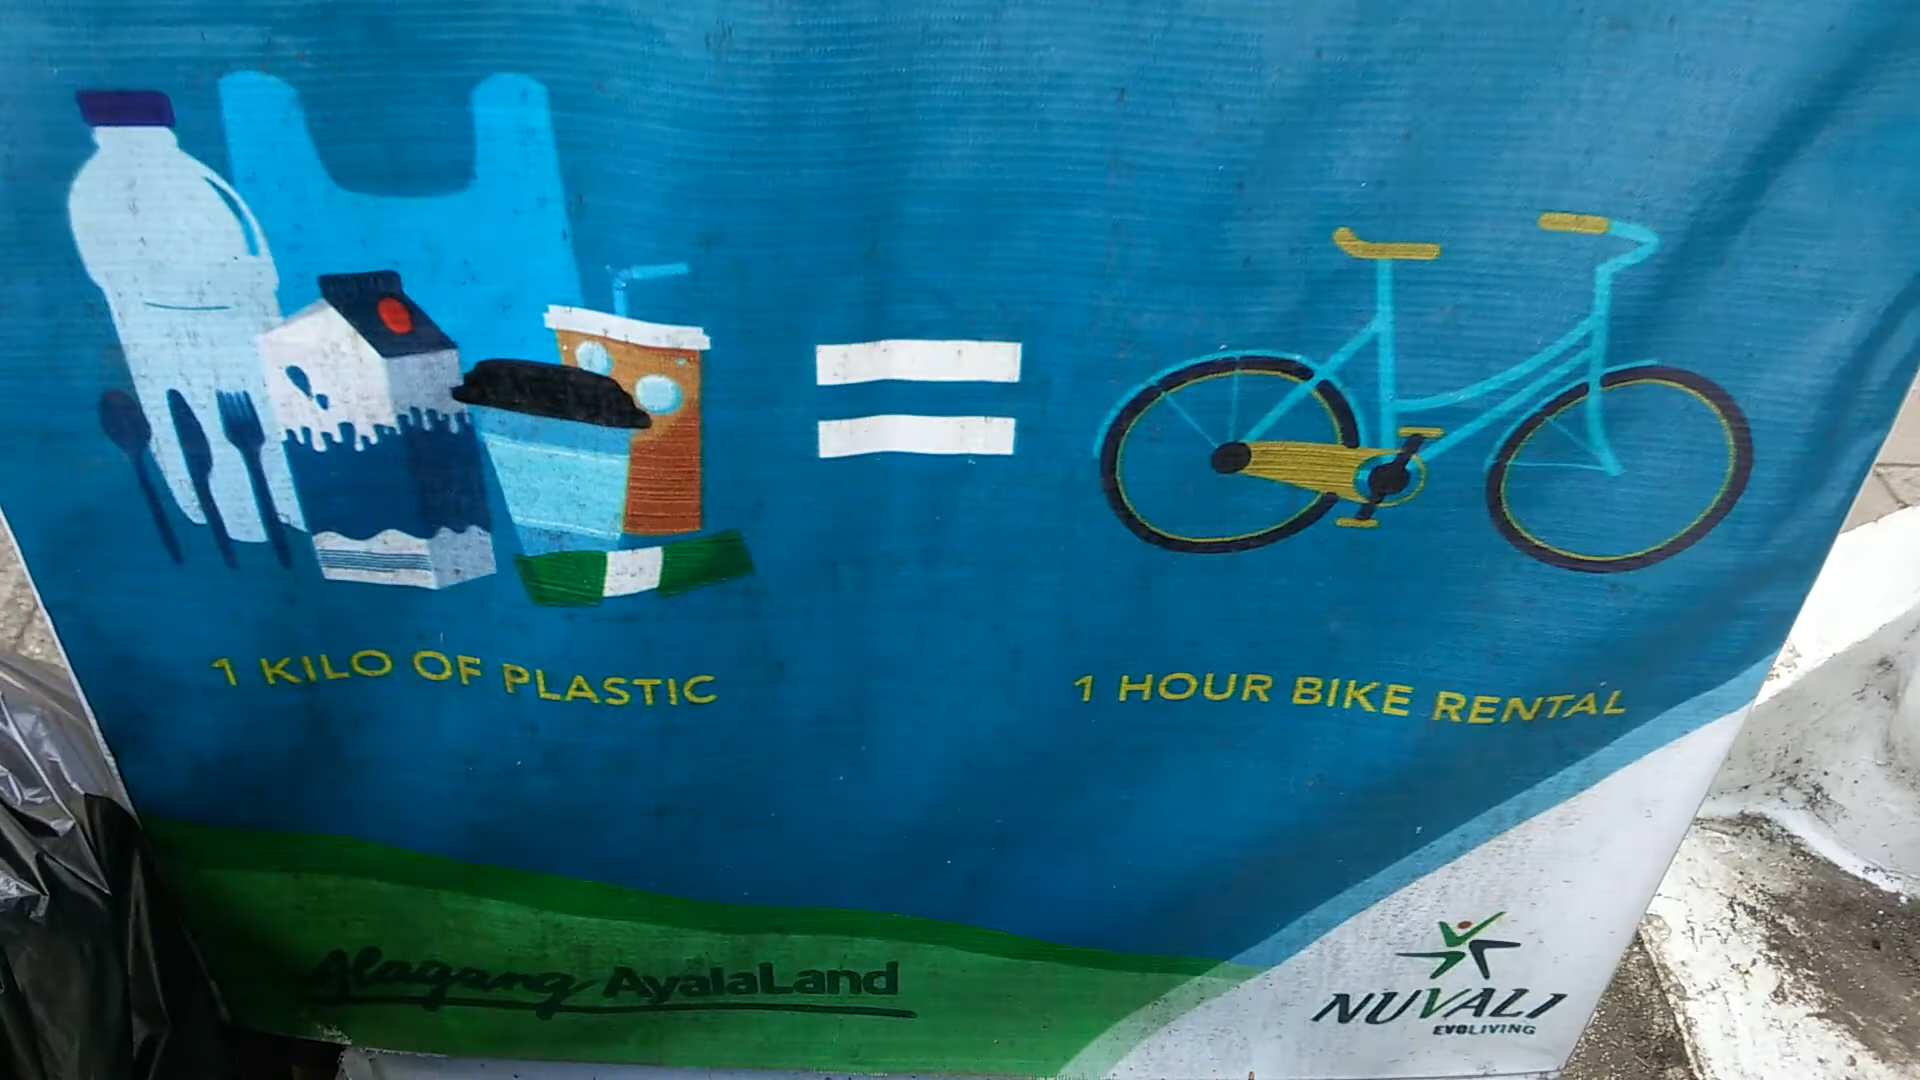 1 KILO OF PLASTIC
1 HOUR BIKE RENTAL
Alagang AyalaLand
NUVALI
EVOLIVING